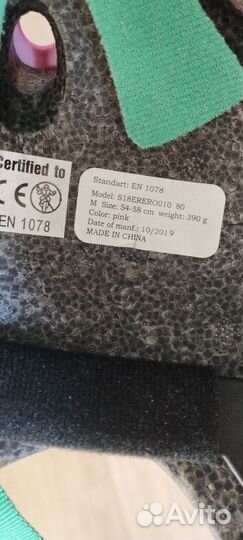 Certified to
CE
EN 1078
Standart: EN 1078
Model: S18ERERO010 80
M Size: 54-58 cm weight: 390 g
Color: pink
Date of manf.: 10/2019
MADE IN CHINA
Avito